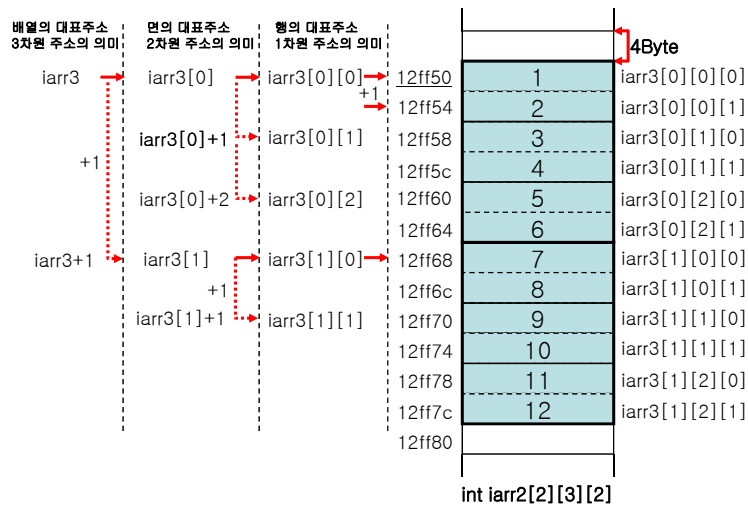 배열의 대표주소
3차원 주소의 의미
면의 대표주소
2차원 주소의 의미
행의 대표주소
1차원 주소의 의미
4Byte
iarr3
iarr3[0]
iarr3[0][0]
12ff50
1
iarr3[0][0][0]
+1
12ff54
2
iarr3[0][0][1]
iarr3[0]+1
iarr3[0][1]
12ff58
3
iarr3[0][1][0]
+1
12ff5c
4
iarr3[0][1][1]
iarr3[0]+2
iarr3[0][2]
12ff60
5
iarr3[0][2][0]
12ff64
6
iarr3[0][2][1]
iarr3+1
iarr3[1]
iarr3[1][0]
12ff68
7
iarr3[1][0][0]
+1
12ff6c
8
iarr3[1][0][1]
iarr3[1]+1
iarr3[1][1]
12ff70
9
iarr3[1][1][0]
12ff74
10
iarr3[1][1][1]
12ff78
11
iarr3[1][2][0]
12ff7c
12
iarr3[1][2][1]
12ff80
int iarr2[2][3][2]